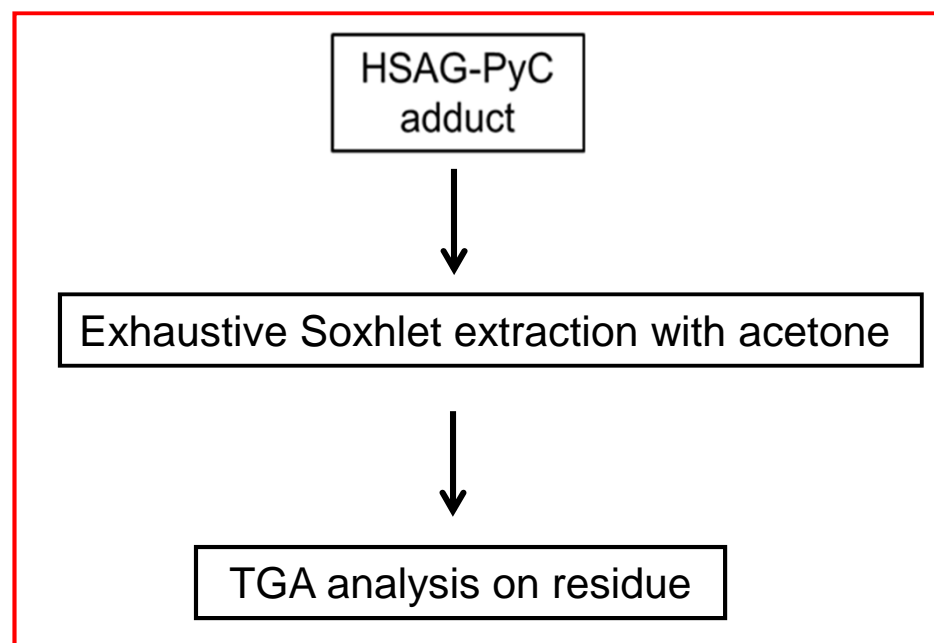 HSAG-PyC
adduct
Exhaustive Soxhlet extraction with acetone
TGA analysis on residue